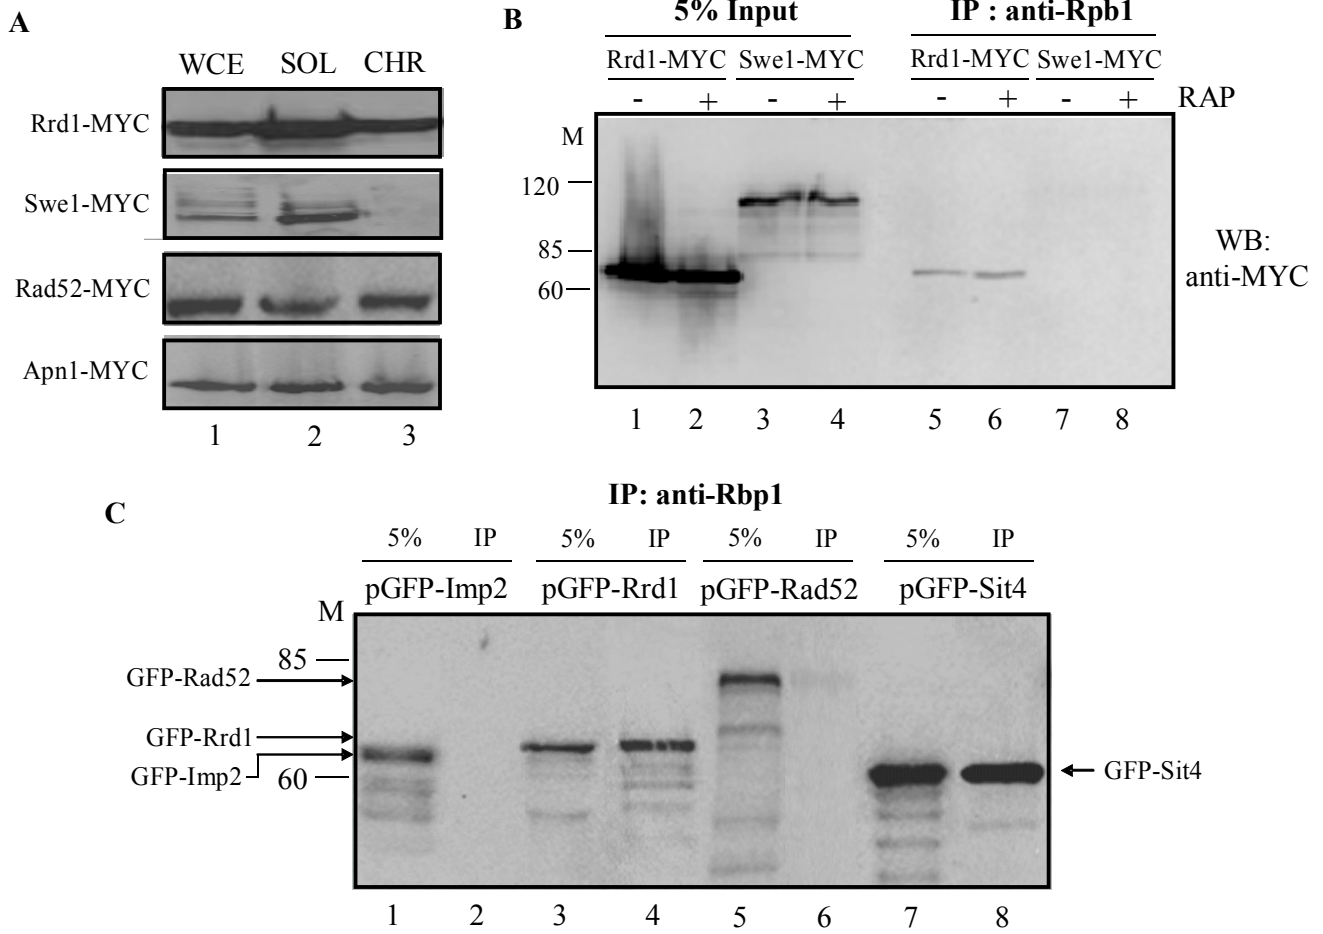 A
WCE SOL CHR
Rrd1-MYC
Swe1-MYC
Rad52-MYC
Apn1-MYC
1 2 3
B
5% Input IP : anti-Rpb1
Rrd1-MYC Swe1-MYC Rrd1-MYC Swe1-MYC
- + - + - + - + RAP
M
120
85
60
WB:
anti-MYC
1 2 3 4 5 6 7 8
C
IP: anti-Rbp1
5% IP 5% IP 5% IP 5% IP
pGFP-Imp2 pGFP-Rrd1 pGFP-Rad52 pGFP-Sit4
M
85
GFP-Rad52
GFP-Rrd1
GFP-Imp2
60
GFP-Sit4
1 2 3 4 5 6 7 8